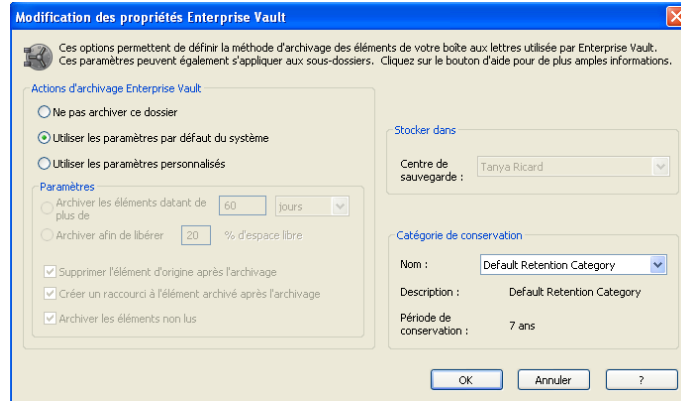 Modification des propriétés Enterprise Vault
Ces options permettent de définir la méthode d'archivage des éléments de votre boîte aux lettres utilisée par Enterprise Vault.
Ces paramètres peuvent également s'appliquer aux sous-dossiers. Cliquez sur le bouton d'aide pour de plus amples informations.
Actions d'archivage Enterprise Vault
Ne pas archiver ce dossier
Utiliser les paramètres par défaut du système
Utiliser les paramètres personnalisés
Paramètres
Archiver les éléments datant de
plus de
60 jours
Archiver afin de libérer 20 % d'espace libre
Supprimer l'élément d'origine après l'archivage
Créer un raccourci à l'élément archivé après l'archivage
Archiver les éléments non lus
Stocker dans
Centre de
sauvegarde :
Tanya Ricard
Catégorie de conservation
Nom : Default Retention Category
Description : Default Retention Category
Période de
conservation :
7 ans
OK Annuler ?